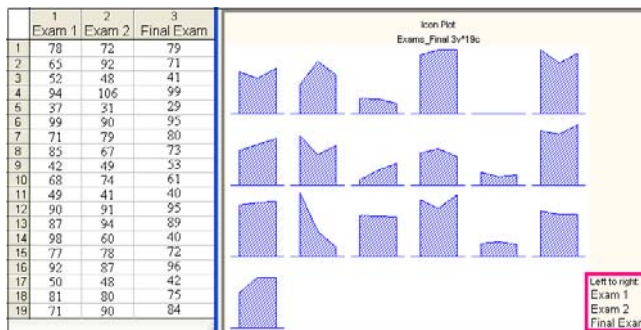 1 2 3
Exam 1 Exam 2 Final Exam
1 78 72 79
2 65 92 71
3 52 48 41
4 94 106 99
5 37 31 29
6 99 90 95
7 71 79 80
8 85 67 73
9 42 49 53
10 68 74 61
11 49 41 40
12 90 91 95
13 87 94 89
14 98 60 40
15 77 78 72
16 92 87 96
17 50 48 42
18 81 80 75
19 71 90 84
Icon Plot
Exams_Final 3v*19c
Left to right:
Exam 1
Exam 2
Final Exam